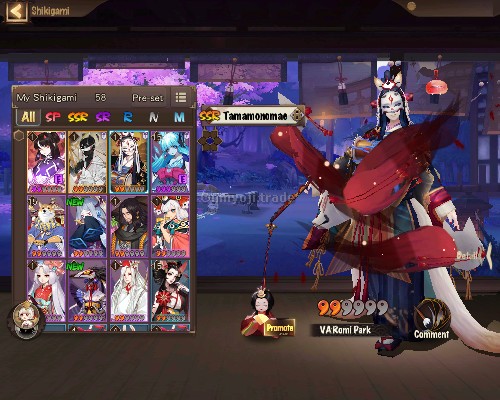 Shikigami
My Shikigami 58 Pre-set
All SP SSR SR R N M
SSR Tamamonomae
NEW
NEW
Promote
VA:Romi Park
Comment